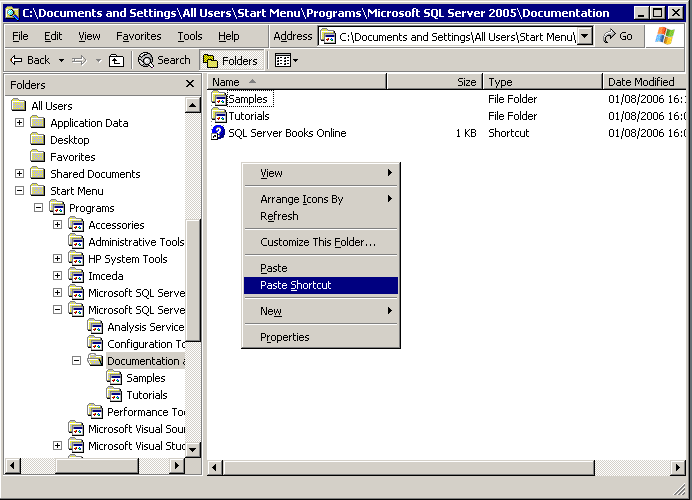 C:\Documents and Settings\All Users\Start Menu\Programs\Microsoft SQL Server 2005\Documentation
File Edit View Favorites Tools Help Address C:\Documents and Settings\All Users\Start Menu\ Go
Back Search Folders
Folders
Name Size Type Date Modified
All Users
Application Data
Desktop
Favorites
Shared Documents
Start Menu
Programs
Accessories
Administrative Tools
HP System Tools
Imceda
Microsoft SQL Serve
Microsoft SQL Serve
Analysis Service
Configuration To
Documentation a
Samples
Tutorials
Performance Too
Microsoft Visual Sour
Microsoft Visual Stud
Samples File Folder 01/08/2006 16:
Tutorials File Folder 01/08/2006 16:0
SQL Server Books Online 1 KB Shortcut 01/08/2006 16:0
View
Arrange Icons By
Refresh
Customize This Folder...
Paste
Paste Shortcut
New
Properties